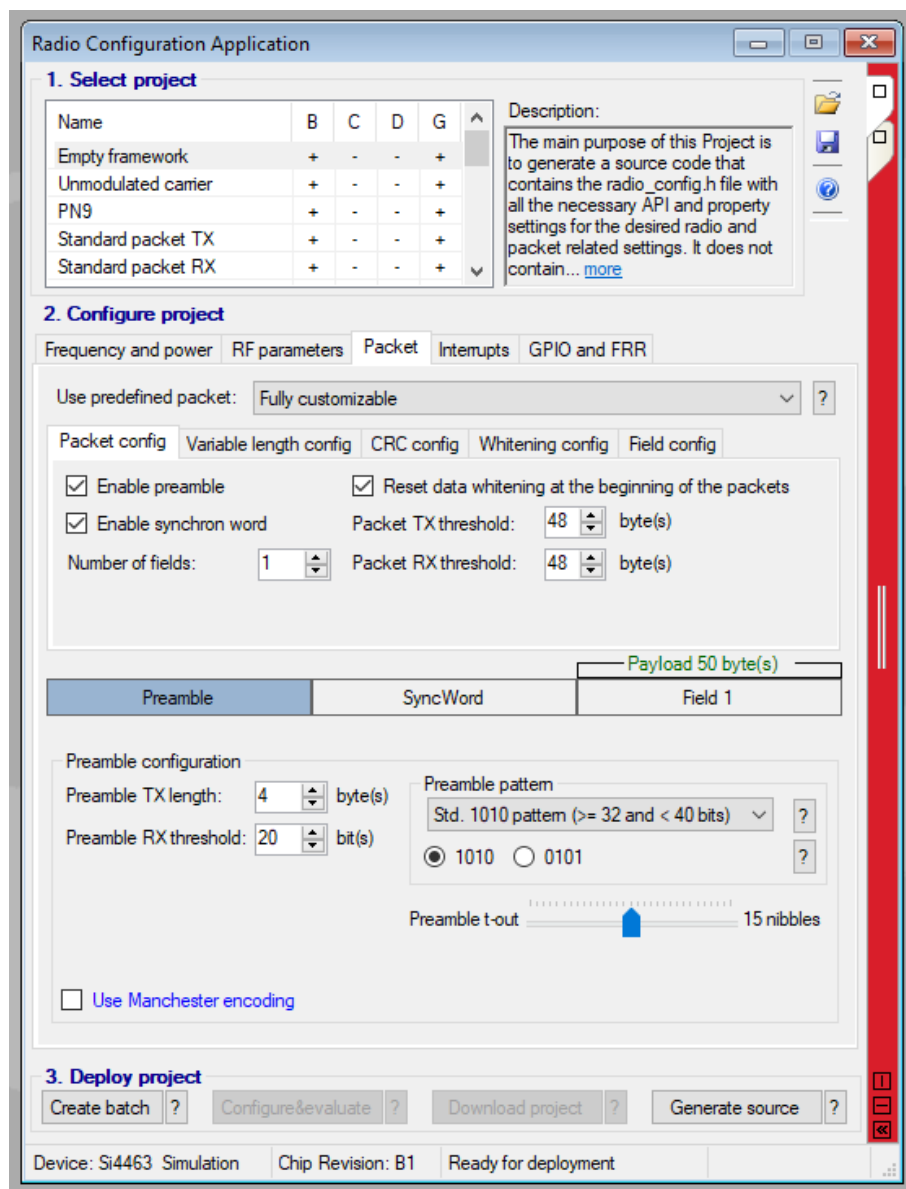 Radio Configuration Application
1. Select project
Name B C D G
Empty framework + - - +
Unmodulated carrier + - - +
PN9 + - - +
Standard packet TX + - - +
Standard packet RX + - - +
Description:
The main purpose of this Project is
to generate a source code that
contains the radio_config.h file with
all the necessary API and property
settings for the desired radio and
packet related settings. It does not
contain... more
2. Configure project
Frequency and power RF parameters Packet Interrupts GPIO and FRR
Use predefined packet: Fully customizable ?
Packet config Variable length config CRC config Whitening config Field config
Enable preamble Reset data whitening at the beginning of the packets
Enable synchron word Packet TX threshold: 48 byte(s)
Number of fields: 1 Packet RX threshold: 48 byte(s)
Payload 50 byte(s)
Preamble SyncWord Field 1
Preamble configuration
Preamble TX length: 4 byte(s)
Preamble RX threshold: 20 bit(s)
Preamble pattern
Std. 1010 pattern (>= 32 and < 40 bits) ?
1010 0101 ?
Preamble t-out 15 nibbles
Use Manchester encoding
3. Deploy project
Create batch ? Configure&evaluate ? Download project ? Generate source ?
Device: Si4463 Simulation Chip Revision: B1 Ready for deployment